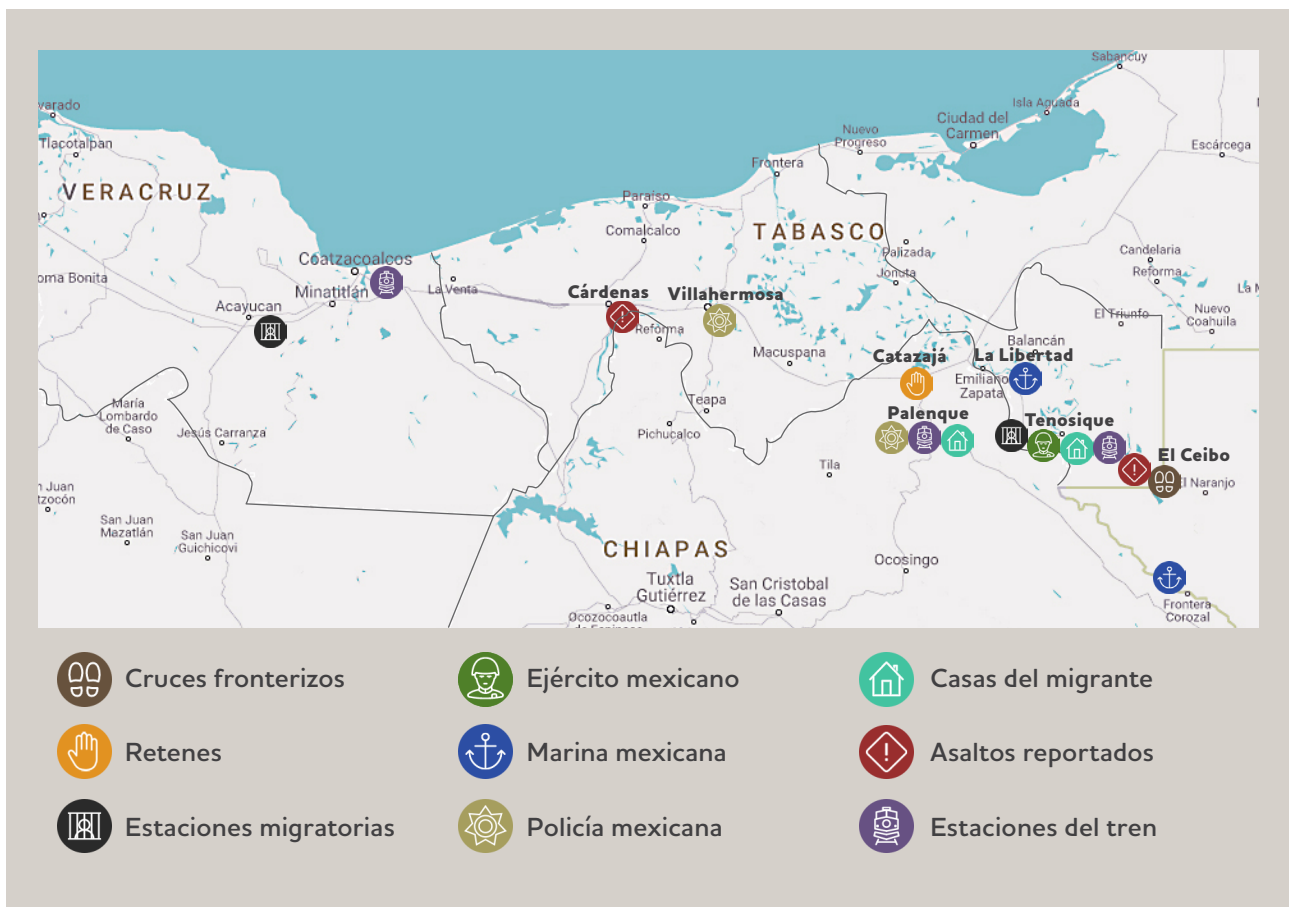 Sabancuy
varado
Isla Aguada
Ciudad del
Carmen
Tlacotalpan
Nuevo
Progreso
Escárcega
Frontera
VERACRUZ
Paraíso
Comalcalco
TABASCO
Palizada
Candelaria
Coatzacoalcos
Jonuta
Reforma
oma Bonita
La Venta
Minatitlán
Cárdenas
Villahermosa
Acayucan
El Triunfo
Nuevo
Coahuila
Reforma
Balancán
Macuspana
Catazajá
La Libertad
Emiliano
Zapata
María
Lombardo
de Caso
Teapa
Palenque
Tenosique
Jesús Carranza
Pichucalco
El Ceibo
Tila
El Naranjo
n Juan
tzocón
San Juan
Mazatlán
San Juan
Guichicovi
CHIAPAS
Ocosingo
Tuxtla
Gutiérrez
San Cristobal
de las Casas
Frontera
Corozal
Ocozocoautla
Cruces fronterizos
Ejército mexicano
Casas del migrante
Retenes
Marina mexicana
Asaltos reportados
Estaciones migratorias
Policía mexicana
Estaciones del tren